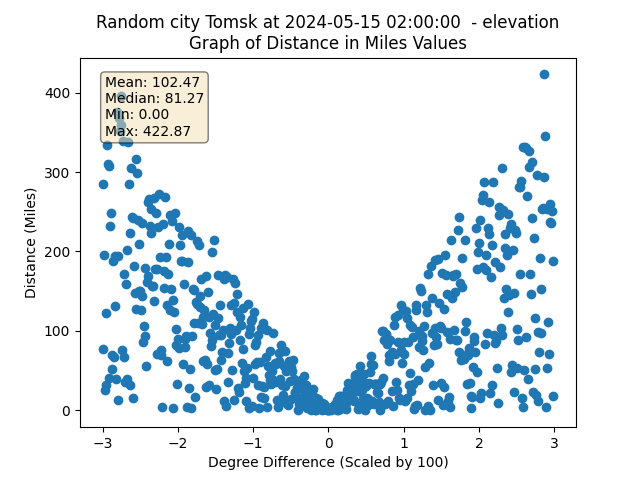 Random city Tomsk at 2024-05-15 02:00:00  - elevation
Graph of Distance in Miles Values
Mean: 102.47
Median: 81.27
Min: 0.00
Max: 422.87
400
300
200
100
0
Distance (Miles)
−3 −2 −1 0 1 2 3
Degree Difference (Scaled by 100)